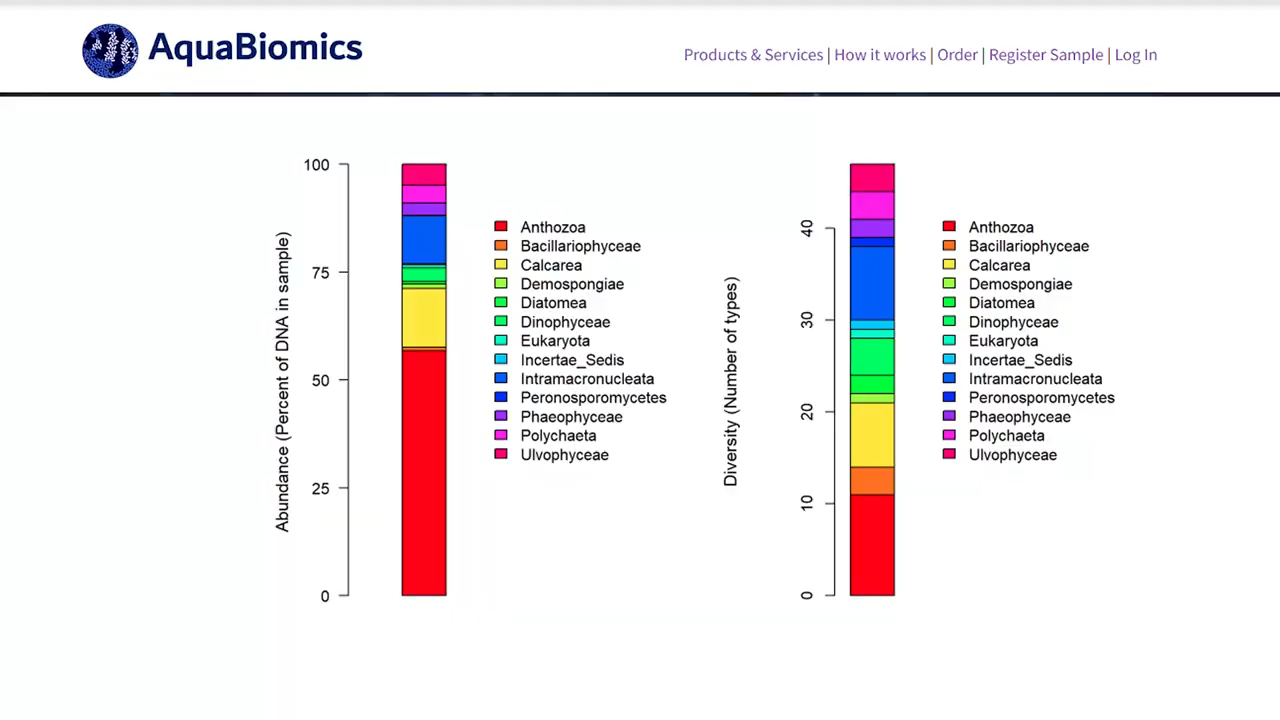 AquaBiomics
Products & Services | How it works | Order | Register Sample | Log In
Abundance (Percent of DNA in sample)
100
75
50
25
0
Anthozoa
Bacillariophyceae
Calcarea
Demospongiae
Diatomea
Dinophyceae
Eukaryota
Incertae_Sedis
Intramacronucleata
Peronosporomycetes
Phaeophyceae
Polychaeta
Ulvophyceae
Diversity (Number of types)
40
30
20
10
0
Anthozoa
Bacillariophyceae
Calcarea
Demospongiae
Diatomea
Dinophyceae
Eukaryota
Incertae_Sedis
Intramacronucleata
Peronosporomycetes
Phaeophyceae
Polychaeta
Ulvophyceae